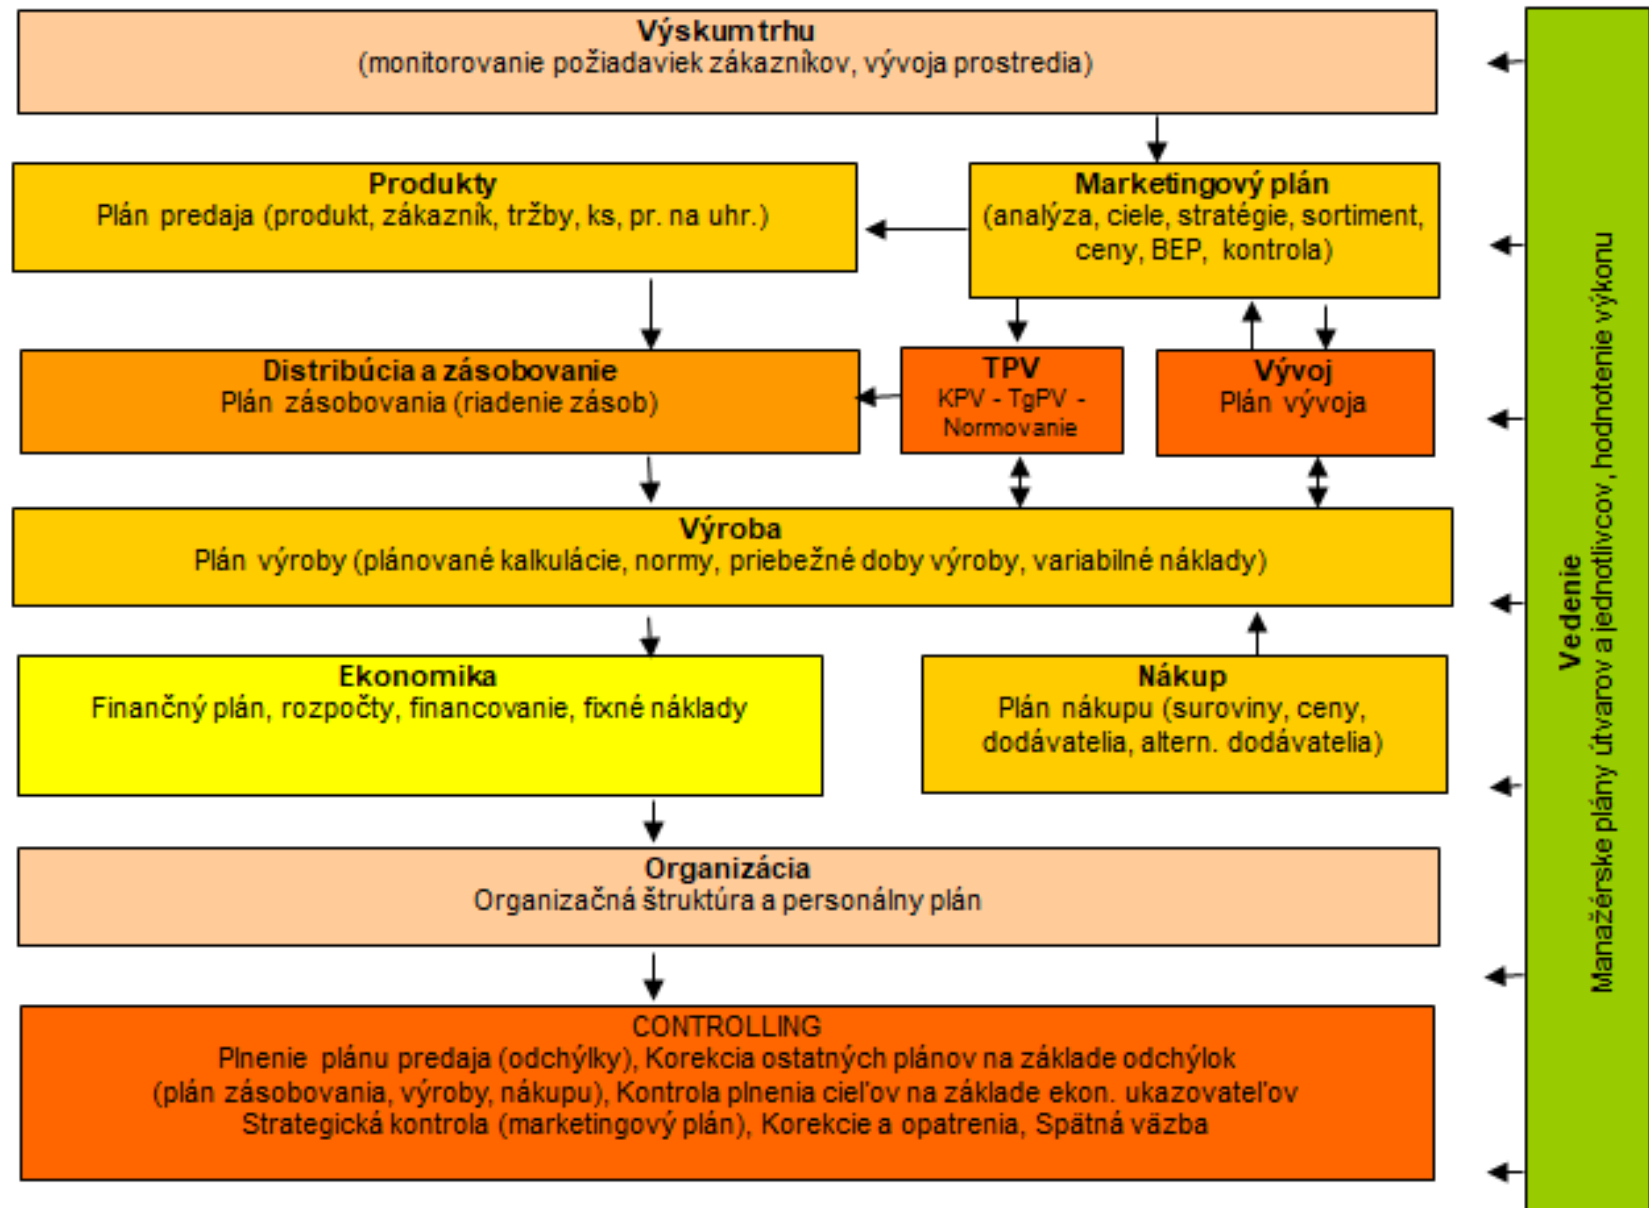 Výskum trhu
(monitorovanie požiadaviek zákazníkov, vývoja prostredia)
Produkty
Plán predaja (produkt, zákazník, tržby, ks, pr. na uhr.)
Marketingový plán
(analýza, ciele, stratégie, sortiment,
ceny, BEP, kontrola)
Distribúcia a zásobovanie
Plán zásobovania (riadenie zásob)
TPV
KPV - TgPV -
Normovanie
Vývoj
Plán vývoja
Výroba
Plán výroby (plánované kalkulácie, normy, priebežné doby výroby, variabilné náklady)
Ekonomika
Finančný plán, rozpočty, financovanie, fixné náklady
Nákup
Plán nákupu (suroviny, ceny,
dodávatelia, altern. dodávatelia)
Organizácia
Organizačná štruktúra a personálny plán
CONTROLLING
Plnenie plánu predaja (odchýlky), Korekcia ostatných plánov na základe odchýlok
(plán zásobovania, výroby, nákupu), Kontrola plnenia cieľov na základe ekon. ukazovateľov
Strategická kontrola (marketingový plán), Korekcie a opatrenia, Spätná väzba
Vedenie
Manažérske plány útvarov a jednotlivcov, hodnotenie výkonu